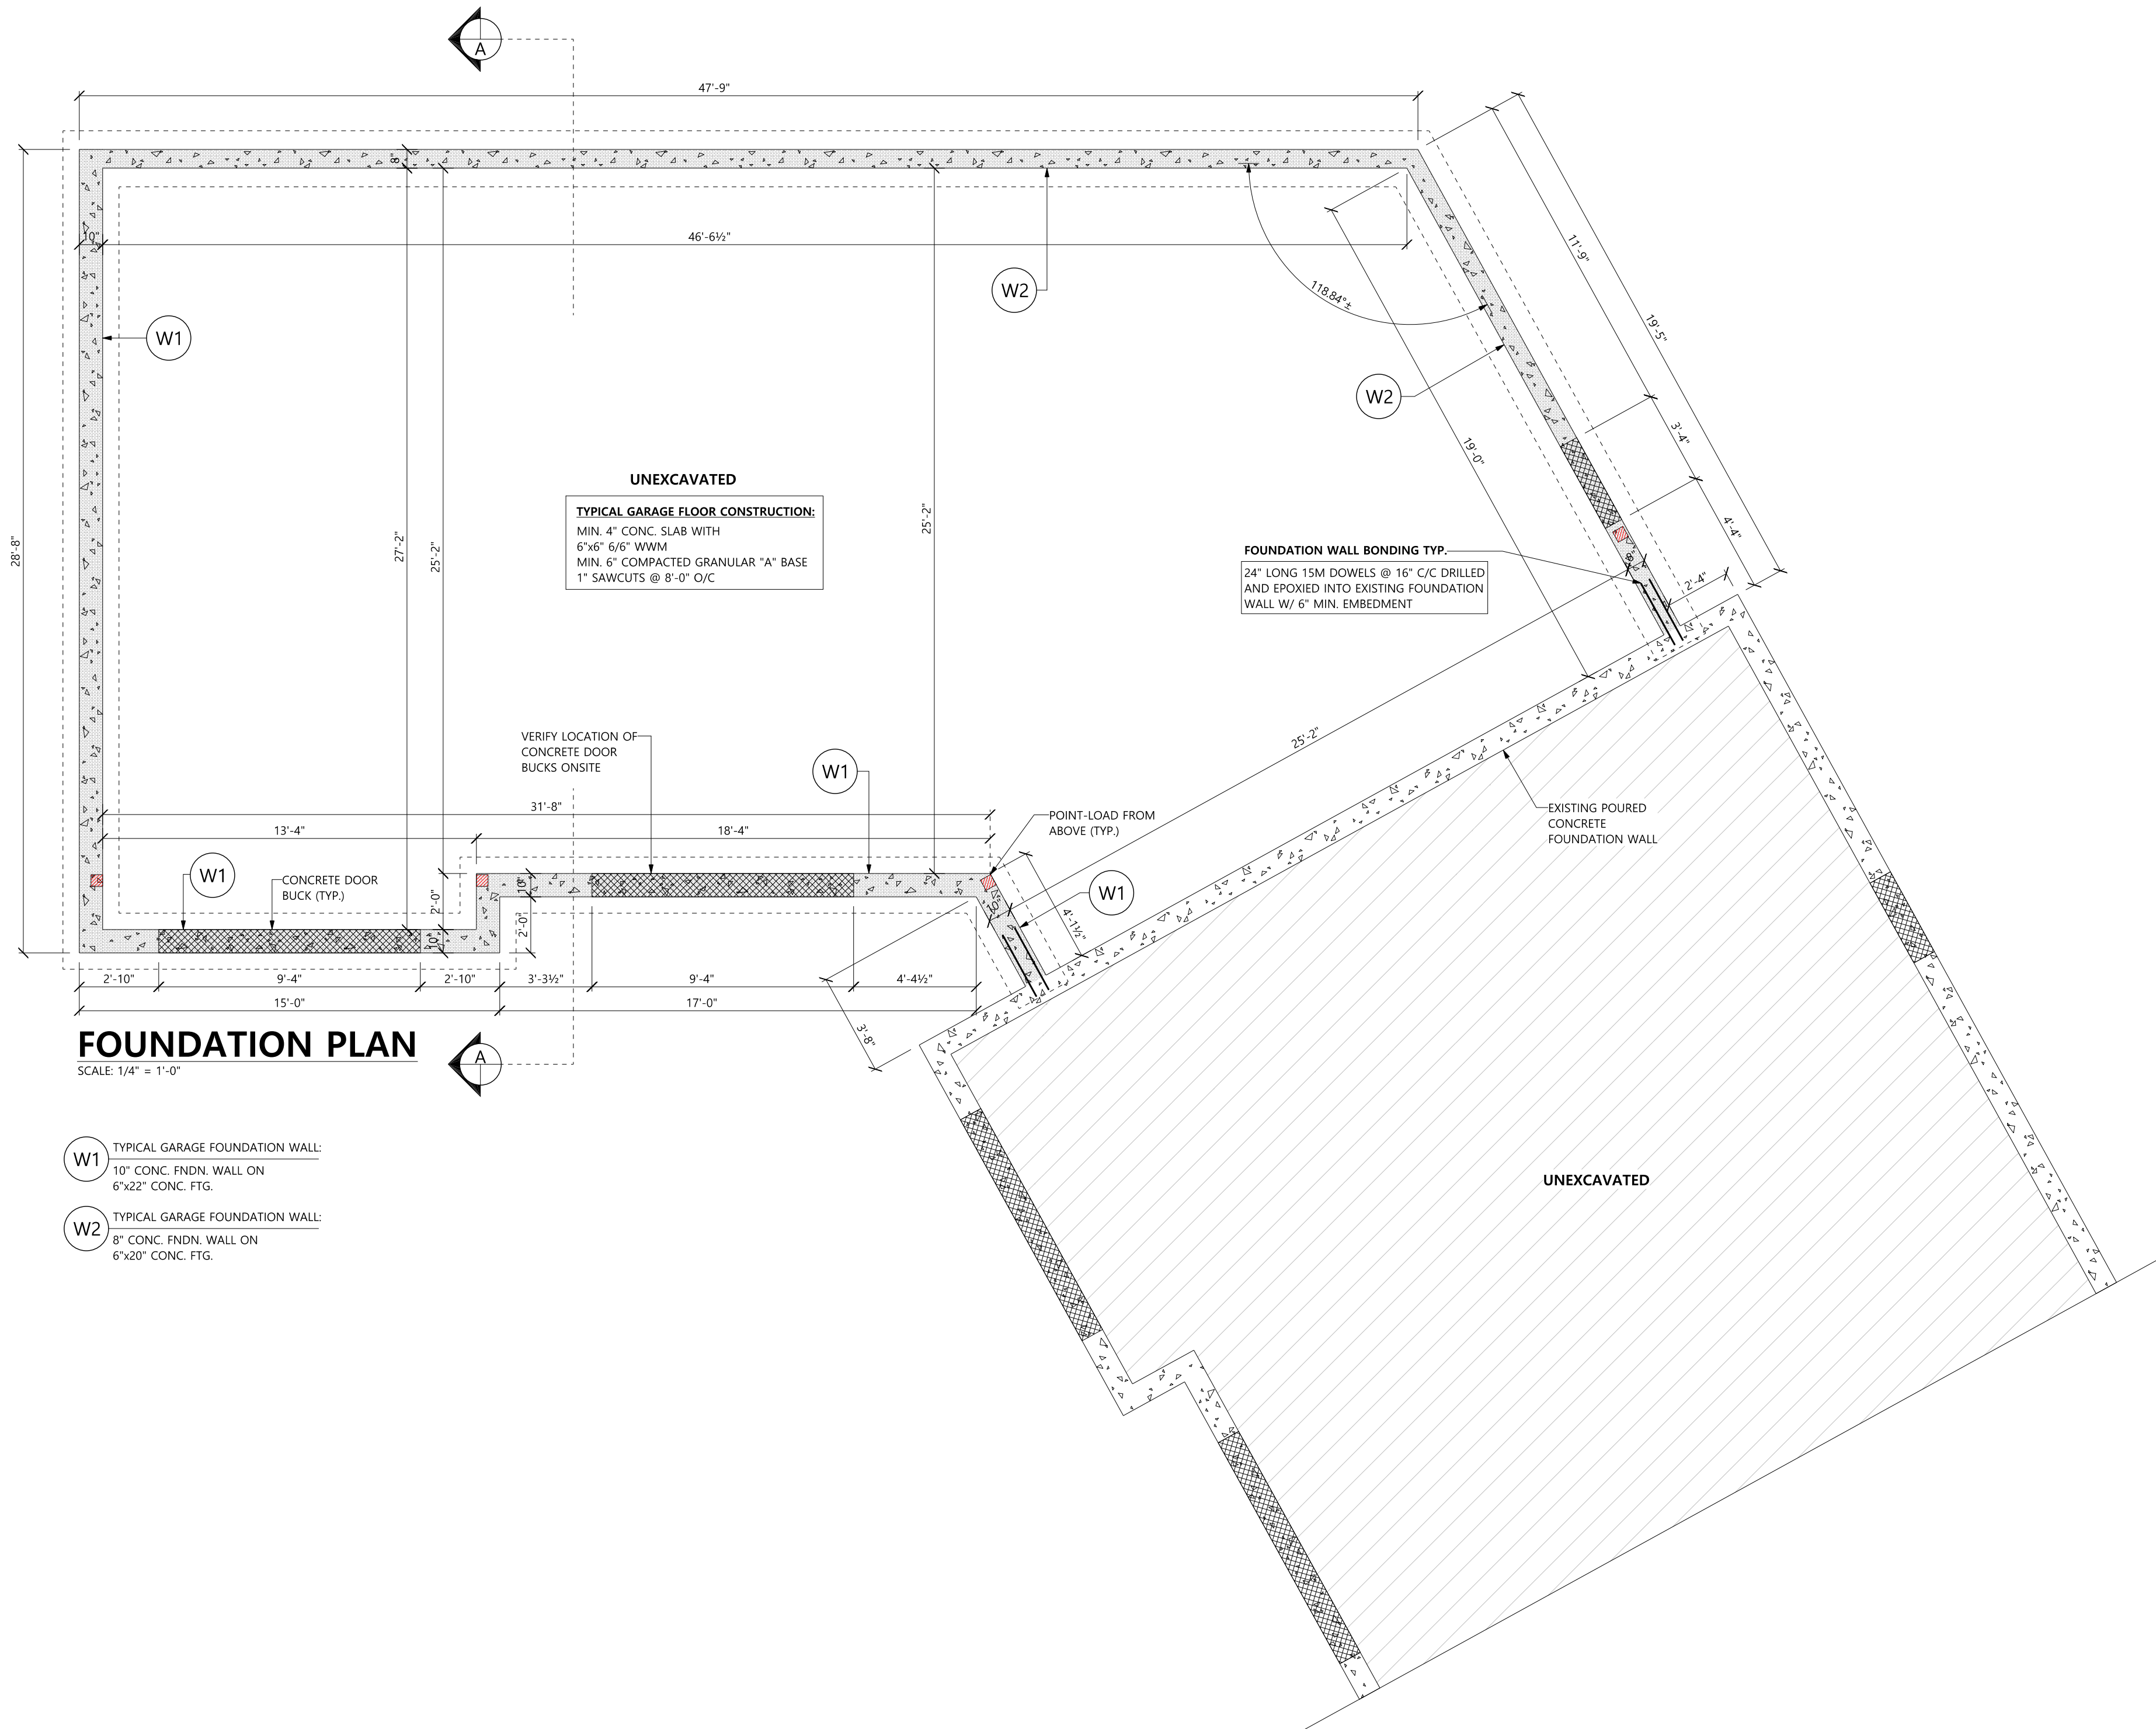 A
47'-9"
8"
10"
46'-6½"
W2
118.84°±
11'-9"
19'-5"
3'-4"
4'-4"
W1
W2
19'-0"
28'-8"
27'-2"
25'-2"
25'-2"
UNEXCAVATED
TYPICAL GARAGE FLOOR CONSTRUCTION:
MIN. 4" CONC. SLAB WITH
6"x6" 6/6" WWM
MIN. 6" COMPACTED GRANULAR "A" BASE
1" SAWCUTS @ 8'-0" O/C
FOUNDATION WALL BONDING TYP.
24" LONG 15M DOWELS @ 16" C/C DRILLED
AND EPOXIED INTO EXISTING FOUNDATION
WALL W/ 6" MIN. EMBEDMENT
8"
2'-4"
25'-2"
VERIFY LOCATION OF
CONCRETE DOOR
BUCKS ONSITE
W1
31'-8"
13'-4"
18'-4"
POINT-LOAD FROM
ABOVE (TYP.)
EXISTING POURED
CONCRETE
FOUNDATION WALL
W1
CONCRETE DOOR
BUCK (TYP.)
2'-0"
10"
10"
2'-0"
10"
4'-1½"
W1
2'-10"
9'-4"
2'-10"
3'-3½"
9'-4"
4'-4½"
15'-0"
17'-0"
3'-8"
FOUNDATION PLAN
SCALE: 1/4" = 1'-0"
A
W1
TYPICAL GARAGE FOUNDATION WALL:
10" CONC. FNDN. WALL ON
6"x22" CONC. FTG.
W2
TYPICAL GARAGE FOUNDATION WALL:
8" CONC. FNDN. WALL ON
6"x20" CONC. FTG.
UNEXCAVATED